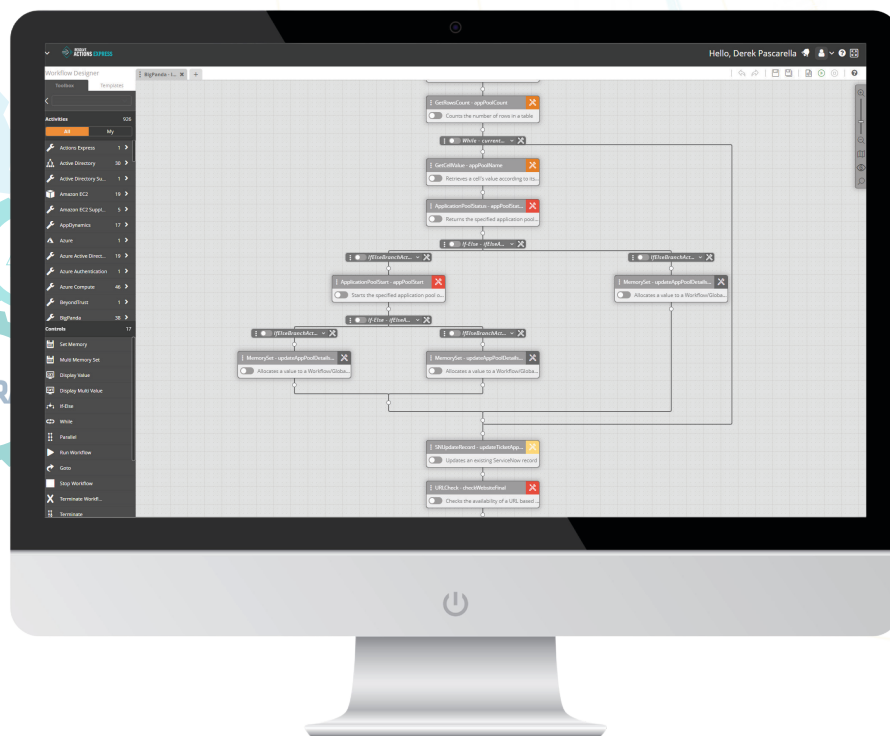 RESOLVE
ACTIONS EXPRESS
Hello, Derek Pascarella
Workflow Designer
BigPanda - I...
Toolbox
Templates
Activities 926
All
My
Actions Express 1
Active Directory 30
Active Directory Su... 1
Amazon EC2 19
Amazon EC2 Suppt... 5
AppDynamics 17
Azure 1
Azure Active Direct... 19
Azure Authentication 1
Azure Compute 46
BeyondTrust 1
BigPanda 38
Controls 17
Set Memory
Multi Memory Set
Display Value
Display Multi Value
If-Else
While
Parallel
Run Workflow
Goto
Stop Workflow
Terminate Workfl...
Terminate
GetRowsCount - appPoolCount
Counts the number of rows in a table
While - current...
GetCellValue - appPoolName
Retrieves a cell's value according to its...
ApplicationPoolStatus - appPoolStat...
Returns the specified application pool...
If-Else - ifElseA...
IfElseBranchAct...
IfElseBranchAct...
ApplicationPoolStart - appPoolStart
Starts the specified application pool o...
MemorySet - updateAppPoolDetails...
Allocates a value to a Workflow/Globa...
If-Else - ifElseA...
IfElseBranchAct...
IfElseBranchAct...
MemorySet - updateAppPoolDetails...
Allocates a value to a Workflow/Globa...
MemorySet - updateAppPoolDetails...
Allocates a value to a Workflow/Globa...
SNUpdateRecord - updateTicketApp...
Updates an existing ServiceNow record
URLCheck - checkWebsiteFinal
Checks the availability of a URL based ...